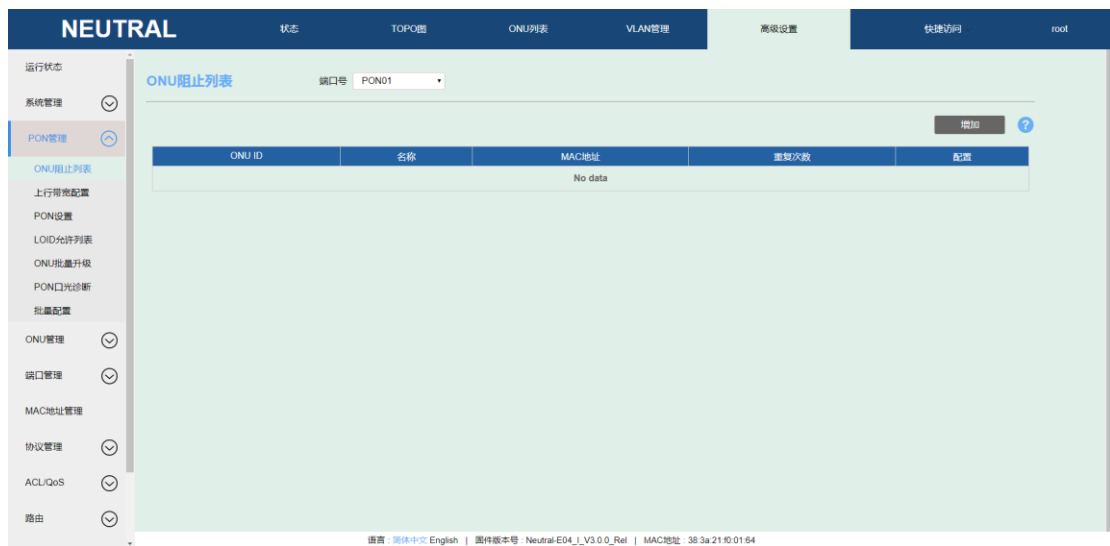 NEUTRAL 状态 TOPO图 ONU列表 VLAN管理 高级设置 快捷访问 root
运行状态
系统管理
PON管理
ONU阻止列表
上行带宽配置
PON设置
LOID允许列表
ONU批量升级
PON口光诊断
批量配置
ONU管理
端口管理
MAC地址管理
协议管理
ACL/QoS
路由
ONU阻止列表 端口号 PON01
增加 ?
ONU ID 名称 MAC地址 重复次数 配置
No data
语言 : 简体中文 English | 固件版本号 : Neutral-E04_I_V3.0.0_Rel | MAC地址 : 38:3a:21:f0:01:64